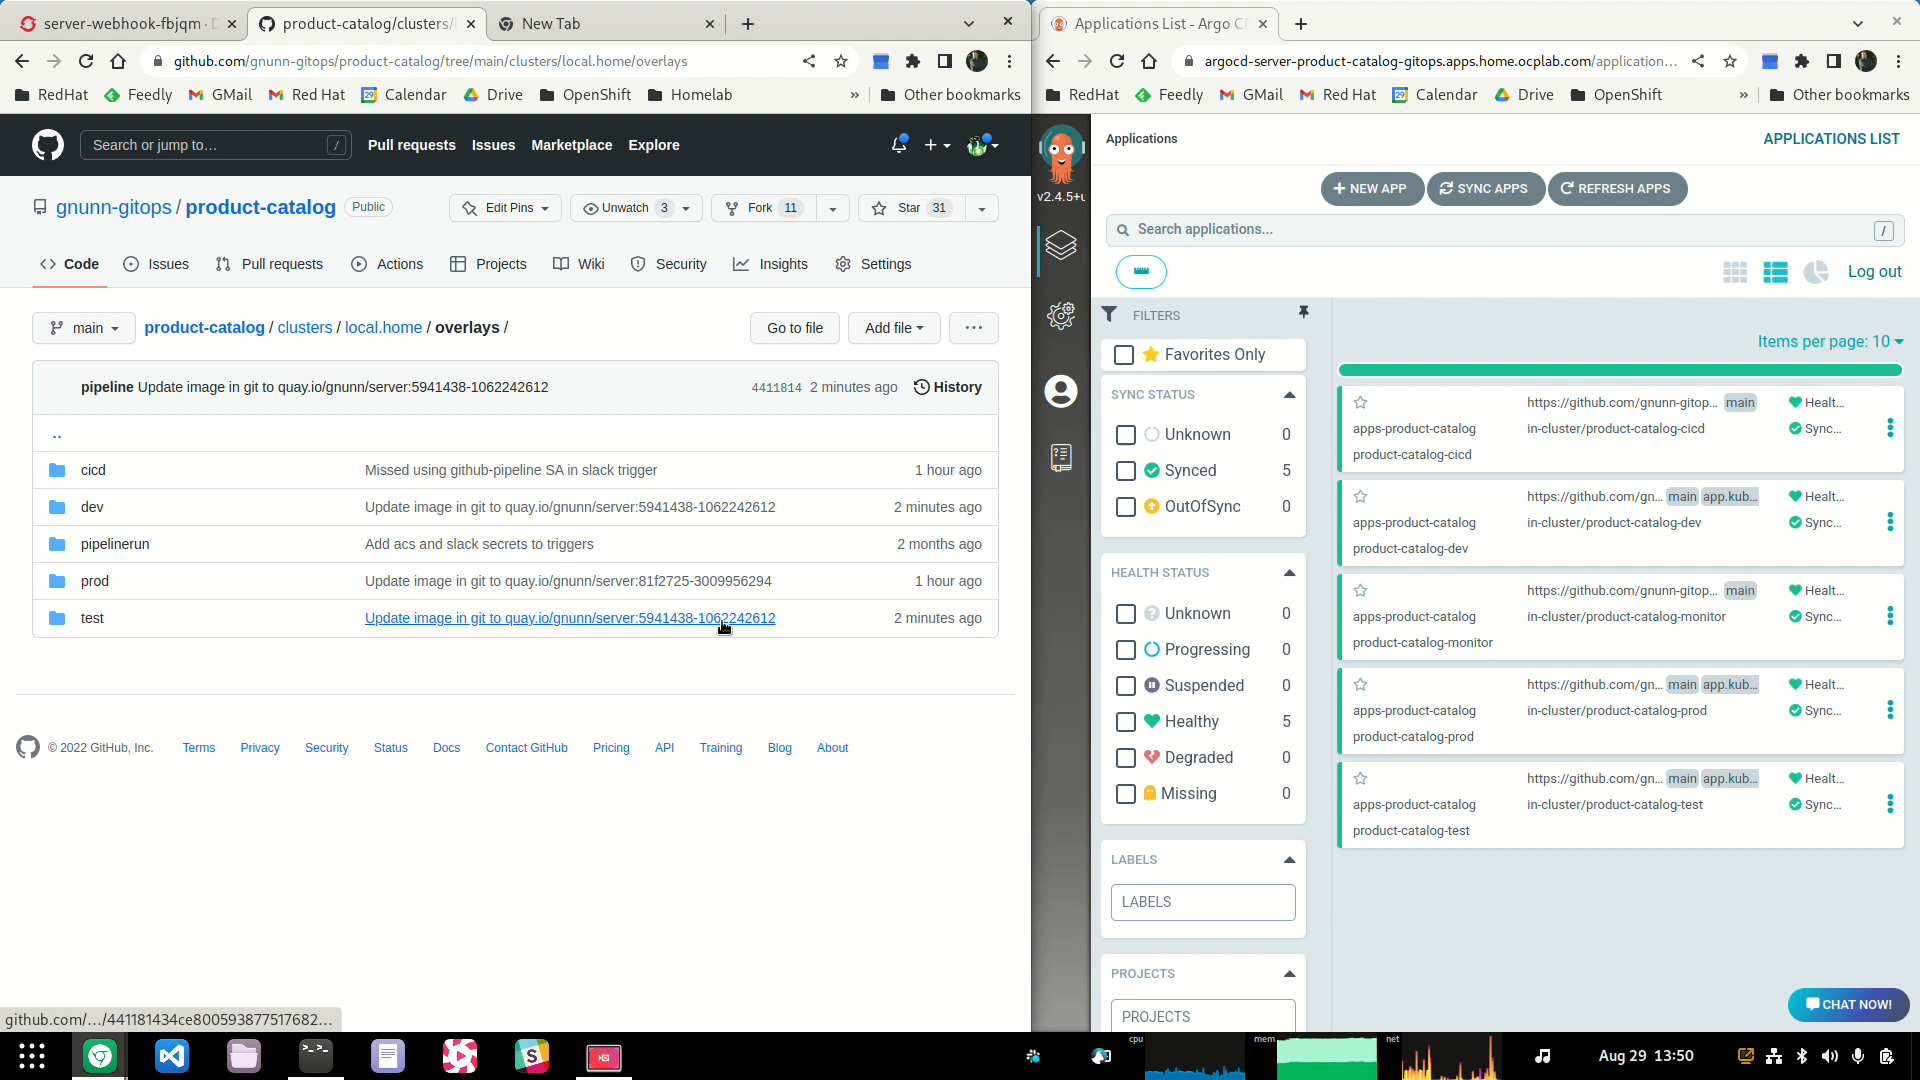 server-webhook-fbjqm
product-catalog/clusters/
New Tab
github.com/gnunn-gitops/product-catalog/tree/main/clusters/local.home/overlays
RedHat
Feedly
GMail
Red Hat
Calendar
Drive
OpenShift
Homelab
»
Other bookmarks
Search or jump to…
/
Pull requests
Issues
Marketplace
Explore
gnunn-gitops / product-catalog
Public
Edit Pins
Unwatch 3
Fork 11
Star 31
Code
Issues
Pull requests
Actions
Projects
Wiki
Security
Insights
Settings
main
product-catalog / clusters / local.home / overlays /
Go to file
Add file
...
pipeline Update image in git to quay.io/gnunn/server:5941438-1062242612
4411814 2 minutes ago
History
..
cicd
Missed using github-pipeline SA in slack trigger
1 hour ago
dev
Update image in git to quay.io/gnunn/server:5941438-1062242612
2 minutes ago
pipelinerun
Add acs and slack secrets to triggers
2 months ago
prod
Update image in git to quay.io/gnunn/server:81f2725-3009956294
1 hour ago
test
Update image in git to quay.io/gnunn/server:5941438-1062242612
2 minutes ago
© 2022 GitHub, Inc.
Terms
Privacy
Security
Status
Docs
Contact GitHub
Pricing
API
Training
Blog
About
github.com/.../441181434ce800593877517682...
Applications List - Argo CD
argocd-server-product-catalog-gitops.apps.home.ocplab.com/application...
RedHat
Feedly
GMail
Red Hat
Calendar
Drive
OpenShift
»
Other bookmarks
v2.4.5+
Applications
APPLICATIONS LIST
NEW APP
SYNC APPS
REFRESH APPS
Search applications...
/
Log out
FILTERS
Favorites Only
SYNC STATUS
Unknown 0
Synced 5
OutOfSync 0
HEALTH STATUS
Unknown 0
Progressing 0
Suspended 0
Healthy 5
Degraded 0
Missing 0
LABELS
LABELS
PROJECTS
PROJECTS
Items per page: 10
https://github.com/gnunn-gitop... main
Healt...
apps-product-catalog
in-cluster/product-catalog-cicd
Sync...
product-catalog-cicd
https://github.com/gn... main app.kub...
Healt...
apps-product-catalog
in-cluster/product-catalog-dev
Sync...
product-catalog-dev
https://github.com/gnunn-gitop... main
Healt...
apps-product-catalog
in-cluster/product-catalog-monitor
Sync...
product-catalog-monitor
https://github.com/gn... main app.kub...
Healt...
apps-product-catalog
in-cluster/product-catalog-prod
Sync...
product-catalog-prod
https://github.com/gn... main app.kub...
Healt...
apps-product-catalog
in-cluster/product-catalog-test
Sync...
product-catalog-test
CHAT NOW!
cpu
mem
net
Aug 29 13:50